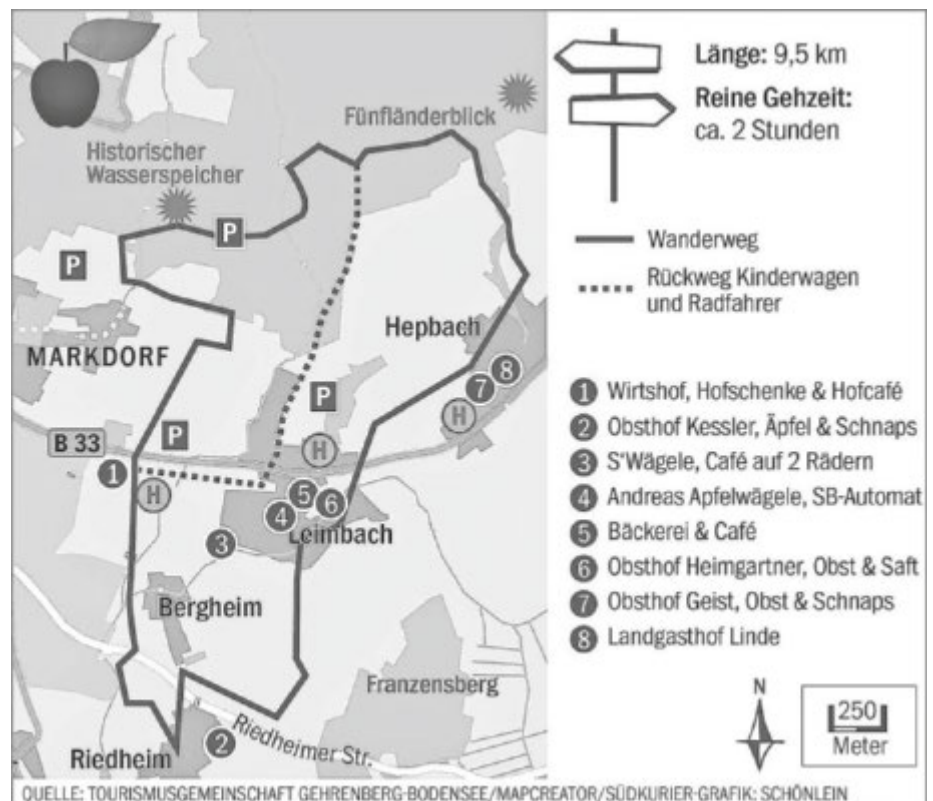 Länge: 9,5 km
Reine Gehzeit:
ca. 2 Stunden
Wanderweg
Rückweg Kinderwagen
und Radfahrer
1 Wirtshof, Hofschenke & Hofcafé
2 Obsthof Kessler, Äpfel & Schnaps
3 S'Wägele, Café auf 2 Rädern
4 Andreas Apfelwägele, SB-Automat
5 Bäckerei & Café
6 Obsthof Heimgartner, Obst & Saft
7 Obsthof Geist, Obst & Schnaps
8 Landgasthof Linde
N
250
Meter
Fünfländerblick
Historischer
Wasserspeicher
P
P
Hepbach
MARKDORF
8
7
P
H
P
B 33
H
1
H
5
6
4
Leimbach
3
Bergheim
Franzensberg
Riedheimer Str.
2
Riedheim
QUELLE: TOURISMUSGEMEINSCHAFT GEHRENBERG-BODENSEE/MAPCREATOR/SÜDKURIER-GRAFIK: SCHÖNLEIN